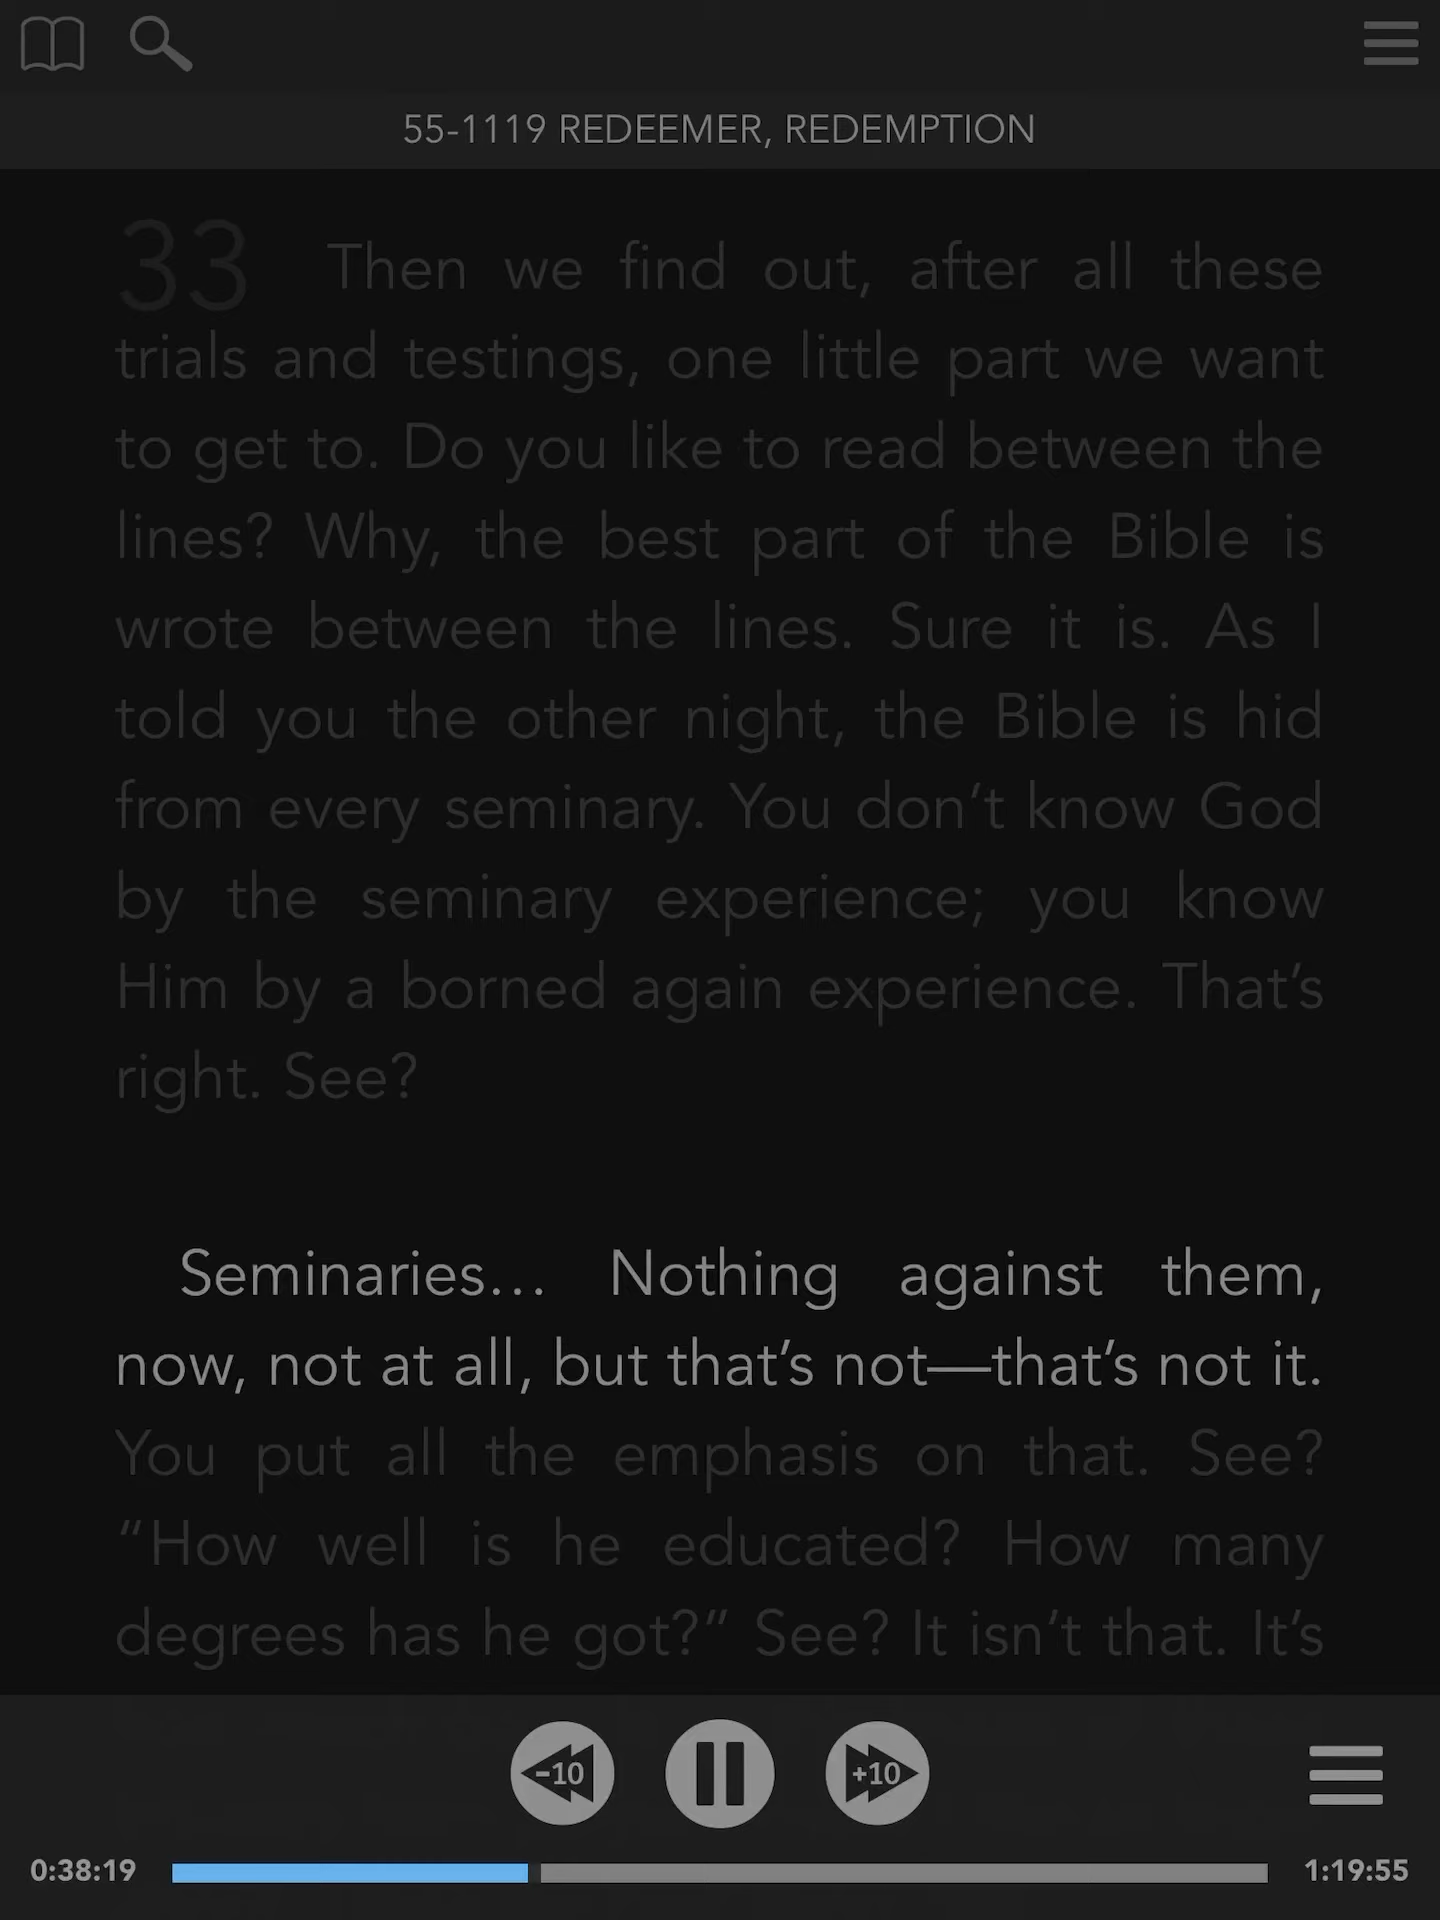 55-1119 REDEEMER, REDEMPTION
33 Then we find out, after all these
trials and testings, one little part we want
to get to. Do you like to read between the
lines? Why, the best part of the Bible is
wrote between the lines. Sure it is. As I
told you the other night, the Bible is hid
from every seminary. You don’t know God
by the seminary experience; you know
Him by a borned again experience. That’s
right. See?
Seminaries… Nothing against them,
now, not at all, but that’s not—that’s not it.
You put all the emphasis on that. See?
“How well is he educated? How many
degrees has he got?” See? It isn’t that. It’s
-10 +10
0:38:19 1:19:55